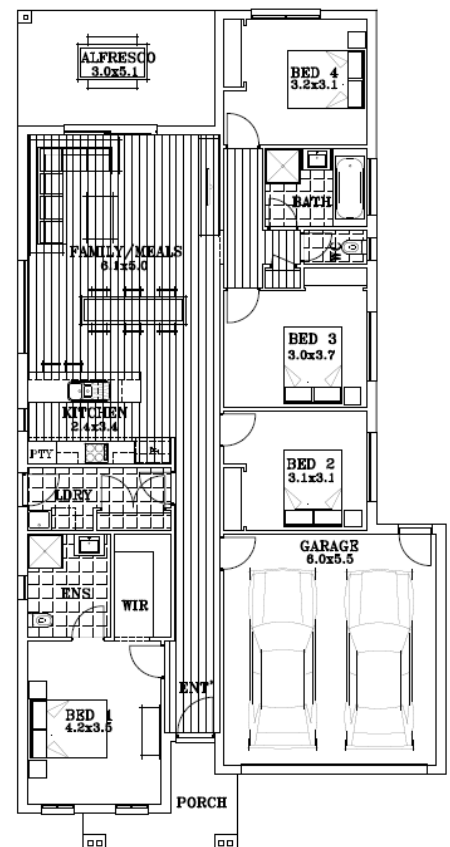 ALFRESCO
3.0x5.1
BED 4
3.2x3.1
BATH
WC
FAMILY/MEALS
6.1x5.0
BED 3
3.0x3.7
KITCHEN
2.4x3.4
PTY
BED 2
3.1x3.1
LDRY
GARAGE
6.0x5.5
ENS
WIR
ENT'
BED 1
4.2x3.5
PORCH